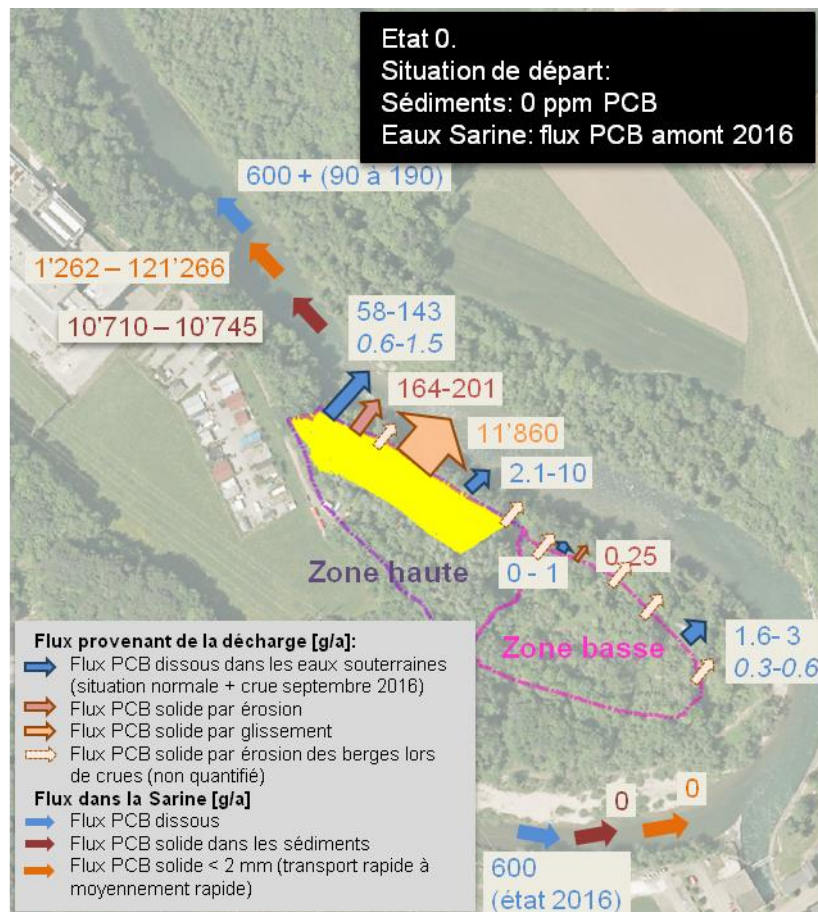 Etat 0.
Situation de départ:
Sédiments: 0 ppm PCB
Eaux Sarine: flux PCB amont 2016
600 + (90 à 190)
1'262 – 121'266
10'710 – 10'745
58-143
0.6-1.5
164-201
11'860
2.1-10
Zone haute
0 - 1
0.25
Zone basse
1.6- 3
0.3-0.6
Flux provenant de la décharge [g/a]:
Flux PCB dissous dans les eaux souterraines
(situation normale + crue septembre 2016)
Flux PCB solide par érosion
Flux PCB solide par glissement
Flux PCB solide par érosion des berges lors
de crues (non quantifié)
Flux dans la Sarine [g/a]
Flux PCB dissous
Flux PCB solide dans les sédiments
Flux PCB solide < 2 mm (transport rapide à
moyennement rapide)
0
0
600
(état 2016)